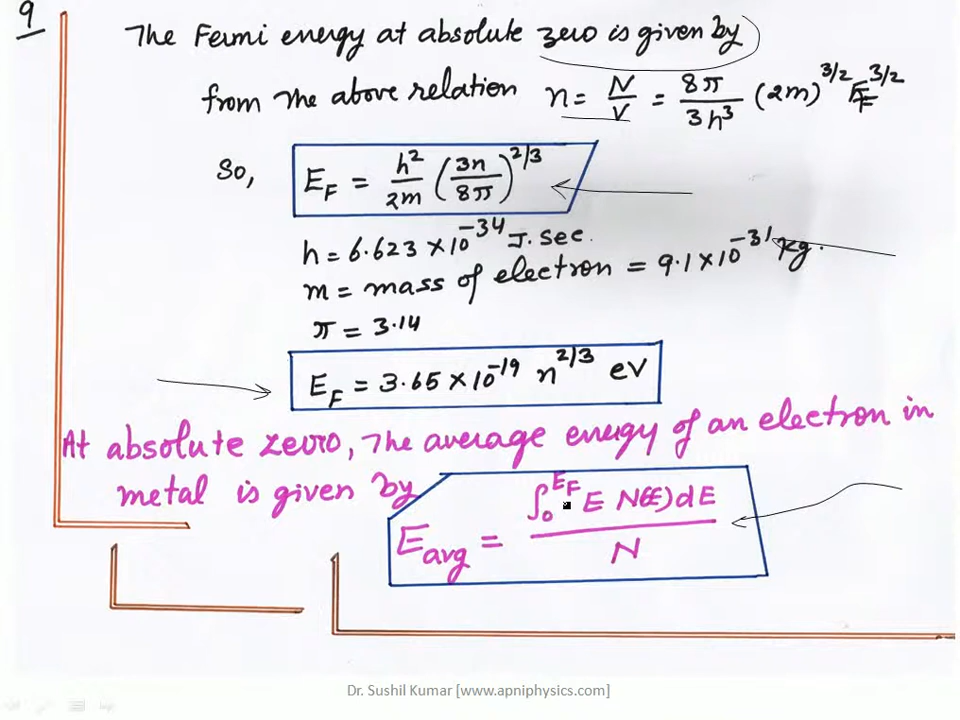 9
The Fermi energy at absolute zero is given by
from the above relation n = N/V = 8π/3h³ (2m)^3/2 E_F^3/2
So, E_F = h²/2m (3n/8π)^2/3
h = 6.623 × 10^-34 J.sec.
m = mass of electron = 9.1 × 10^-31 kg.
π = 3.14
E_F = 3.65 × 10^-19 n^2/3 eV
At absolute zero, The average energy of an electron in
metal is given by
E_avg = ∫₀^E_F E N(E) dE / N
Dr. Sushil Kumar [www.apniphysics.com]